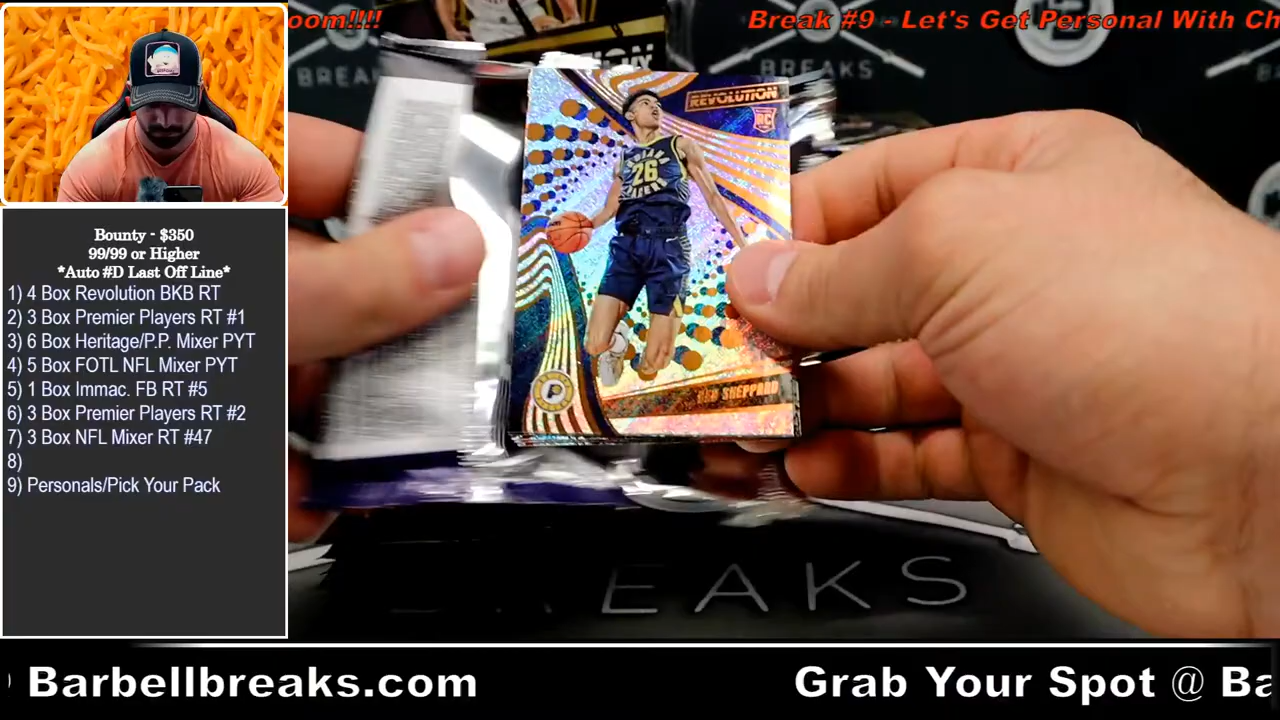 oom!!!!
Break #9 - Let's Get Personal With Ch
BREAKS
BREAKS
REVOLUTION
RC
INDIANA
26
BEN SHEPPARD
Bounty - $350
99/99 or Higher
*Auto #D Last Off Line*
1) 4 Box Revolution BKB RT
2) 3 Box Premier Players RT #1
3) 6 Box Heritage/P.P. Mixer PYT
4) 5 Box FOTL NFL Mixer PYT
5) 1 Box Immac. FB RT #5
6) 3 Box Premier Players RT #2
7) 3 Box NFL Mixer RT #47
8)
9) Personals/Pick Your Pack
EAKS
Barbellbreaks.com
Grab Your Spot @ Ba